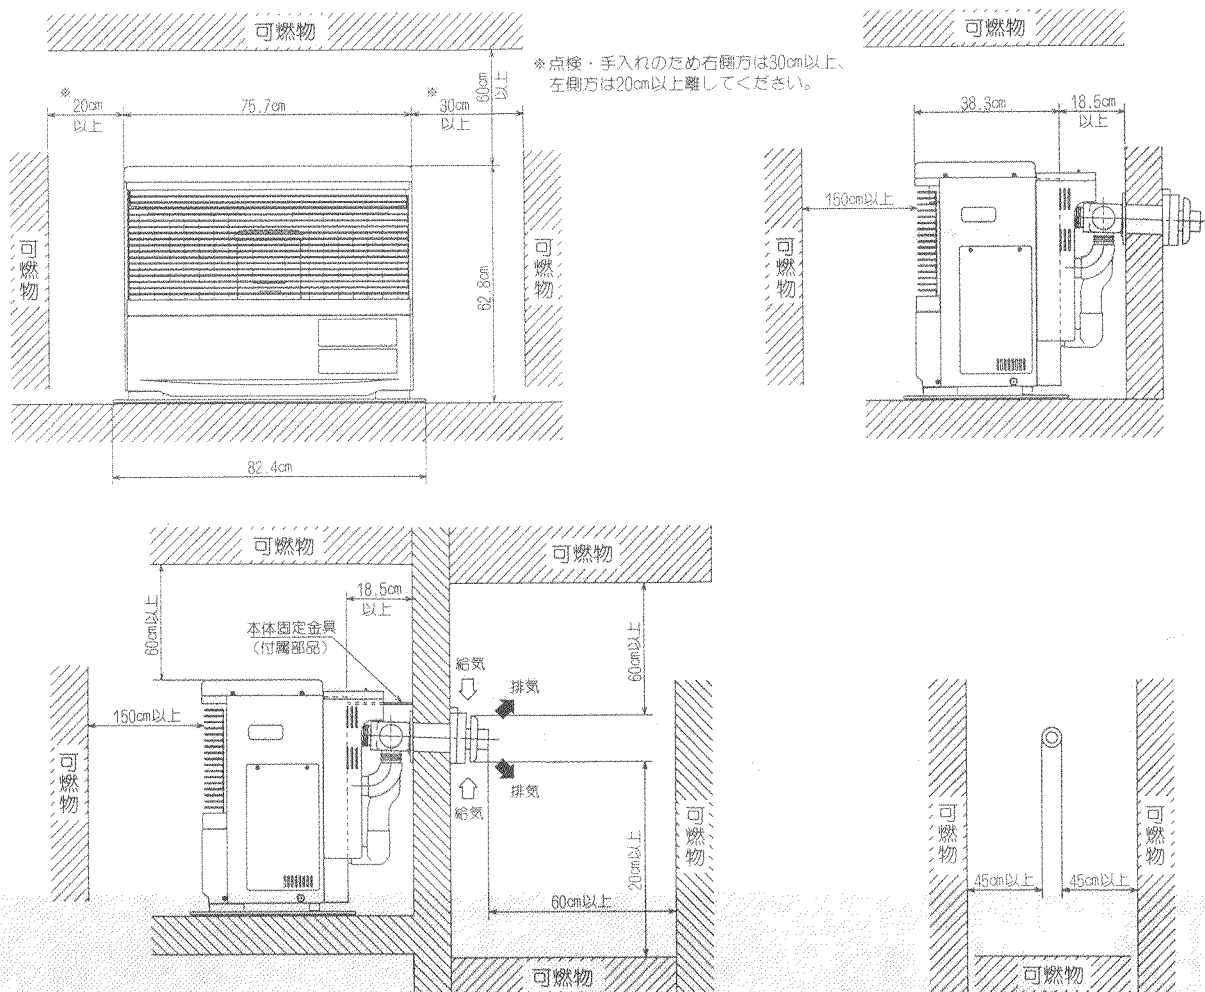 可燃物
※点検・手入れのため右側方は30cm以上、
左側方は20cm以上離してください。
60cm以上
※
20cm
以上
75.7cm
※
30cm
以上
可燃物
可燃物
62.8cm
82.4cm
可燃物
38.3cm
18.5cm
以上
150cm以上
可燃物
可燃物
可燃物
18.5cm
以上
60cm以上
本体固定金具
(付属部品)
給気
排気
60cm以上
150cm以上
可燃物
排気
給気
20cm以上
60cm以上
可燃物
可燃物
可燃物
可燃物
45cm以上
45cm以上
可燃物